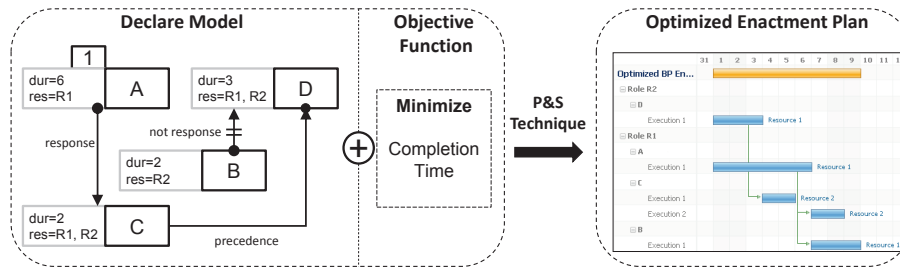 Declare Model
Objective
Function
Optimized Enactment Plan
1
dur=6
res=R1
A
dur=3
res=R1, R2
D
response
not response
dur=2
res=R2
B
dur=2
res=R1, R2
C
precedence
+
Minimize
Completion
Time
P&S
Technique
31 1 2 3 4 5 6 7 8 9 10 11 12
Optimized BP En...
Role R2
D
Execution 1 Resource 1
Role R1
A
Execution 1 Resource 1
C
Execution 1 Resource 2
Execution 2 Resource 2
B
Execution 1 Resource 1